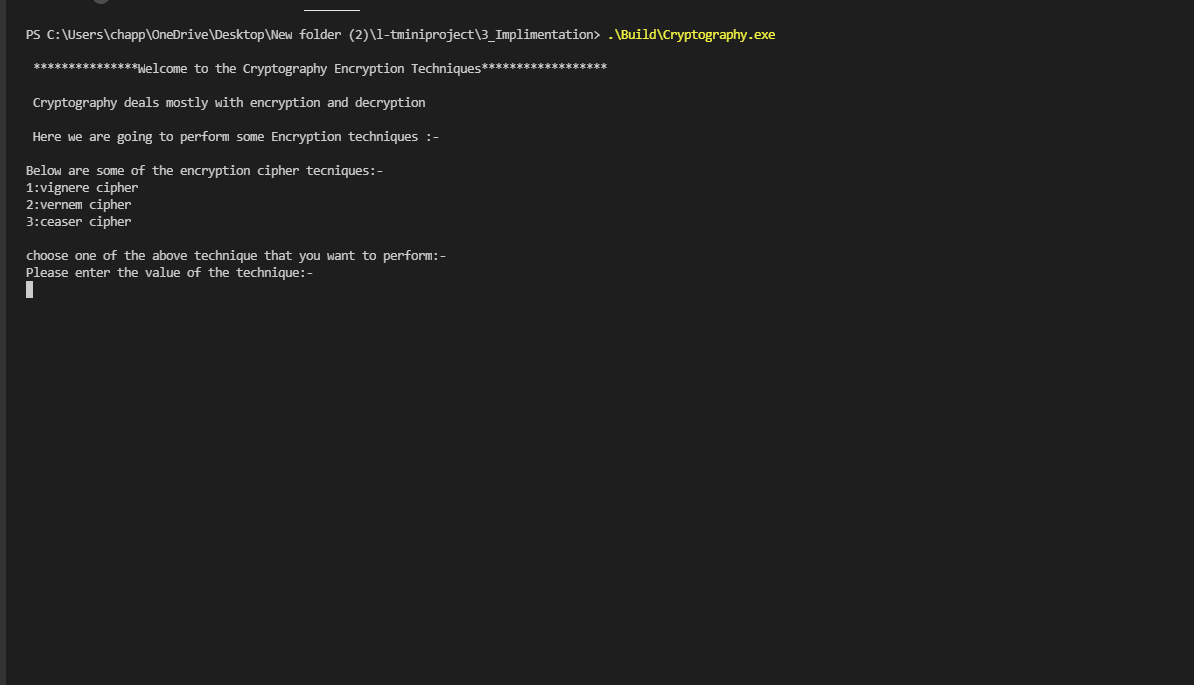 PS C:\Users\chapp\OneDrive\Desktop\New folder (2)\l-tminiproject\3_Implimentation> .\Build\Cryptography.exe
***************Welcome to the Cryptography Encryption Techniques******************
Cryptography deals mostly with encryption and decryption
Here we are going to perform some Encryption techniques :-
Below are some of the encryption cipher tecniques:-
1:vignere cipher
2:vernem cipher
3:ceaser cipher
choose one of the above technique that you want to perform:-
Please enter the value of the technique:-